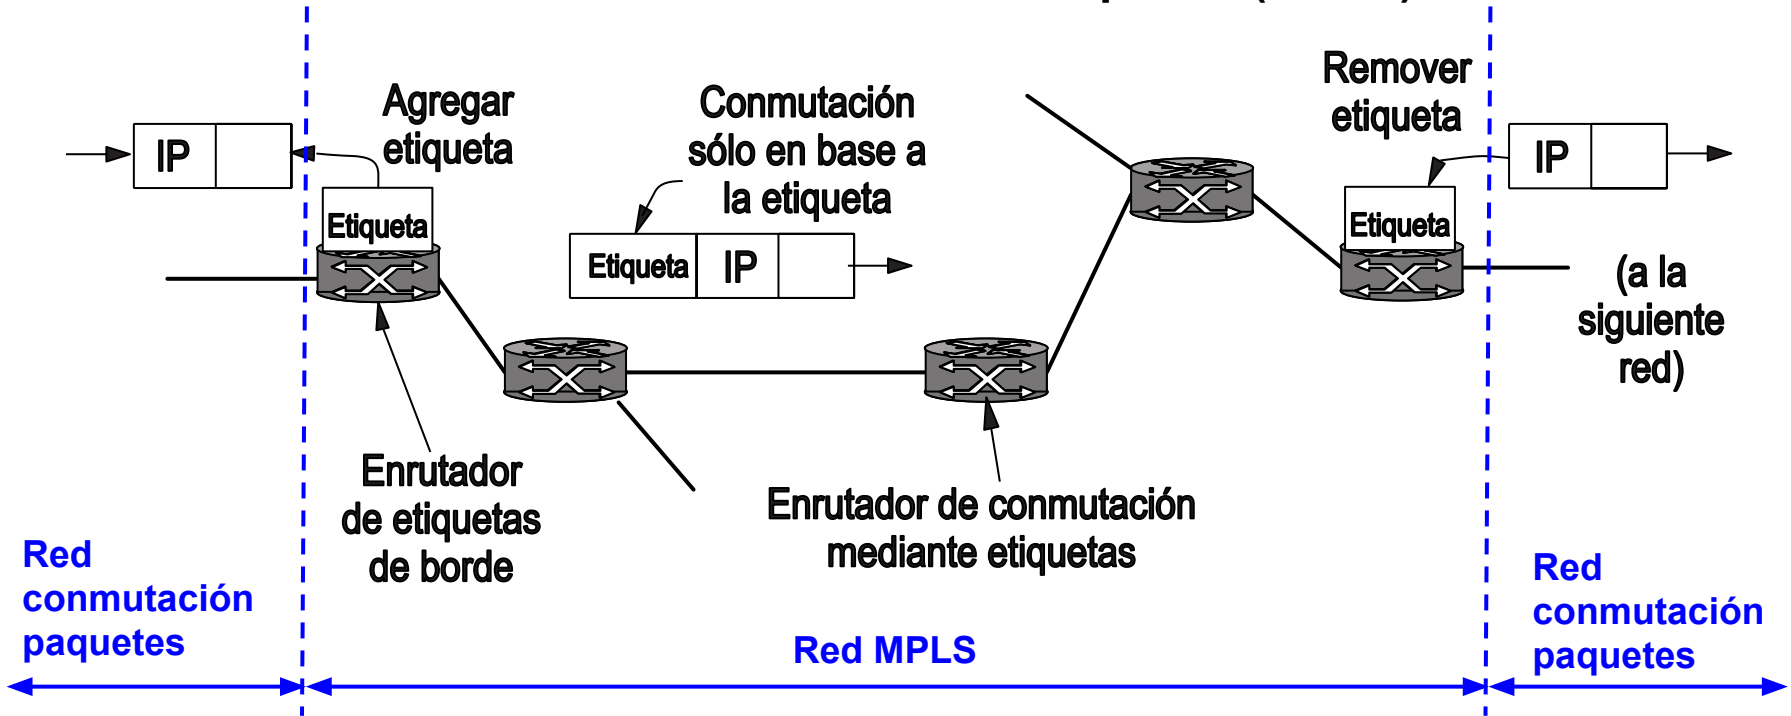 Agregar
etiqueta
IP
Etiqueta
Conmutación
sólo en base a
la etiqueta
Etiqueta IP
Remover
etiqueta
IP
Etiqueta
(a la
siguiente
red)
Enrutador
de etiquetas
de borde
Enrutador de conmutación
mediante etiquetas
Red
conmutación
paquetes
Red MPLS
Red
conmutación
paquetes